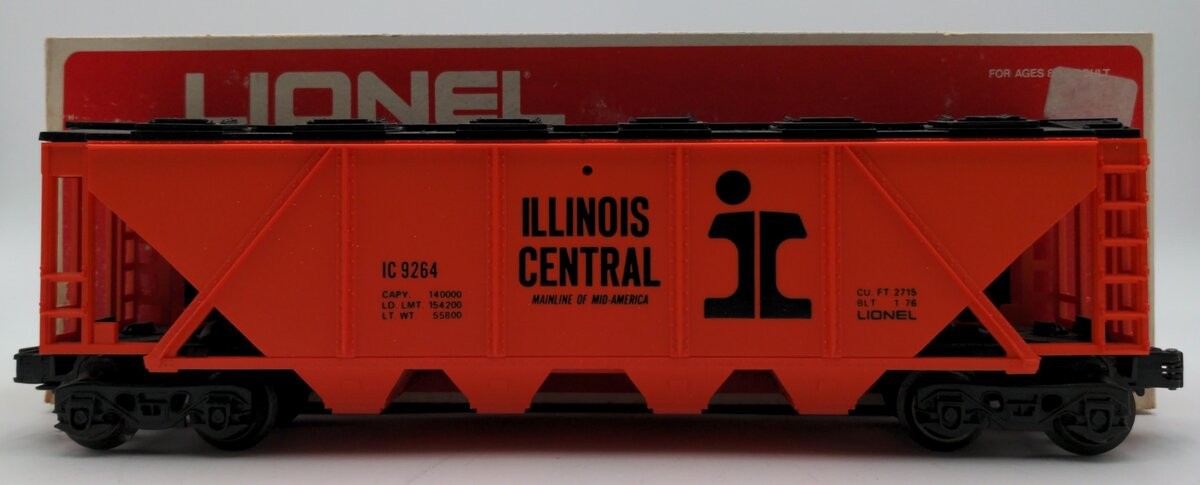 LIONEL
FOR AGES
ILLINOIS
CENTRAL
MAINLINE OF MID-AMERICA
i
IC 9264
CAPY. 140000
LD LMT 154200
LT WT 55800
CU FT 2715
BLT 1 76
LIONEL